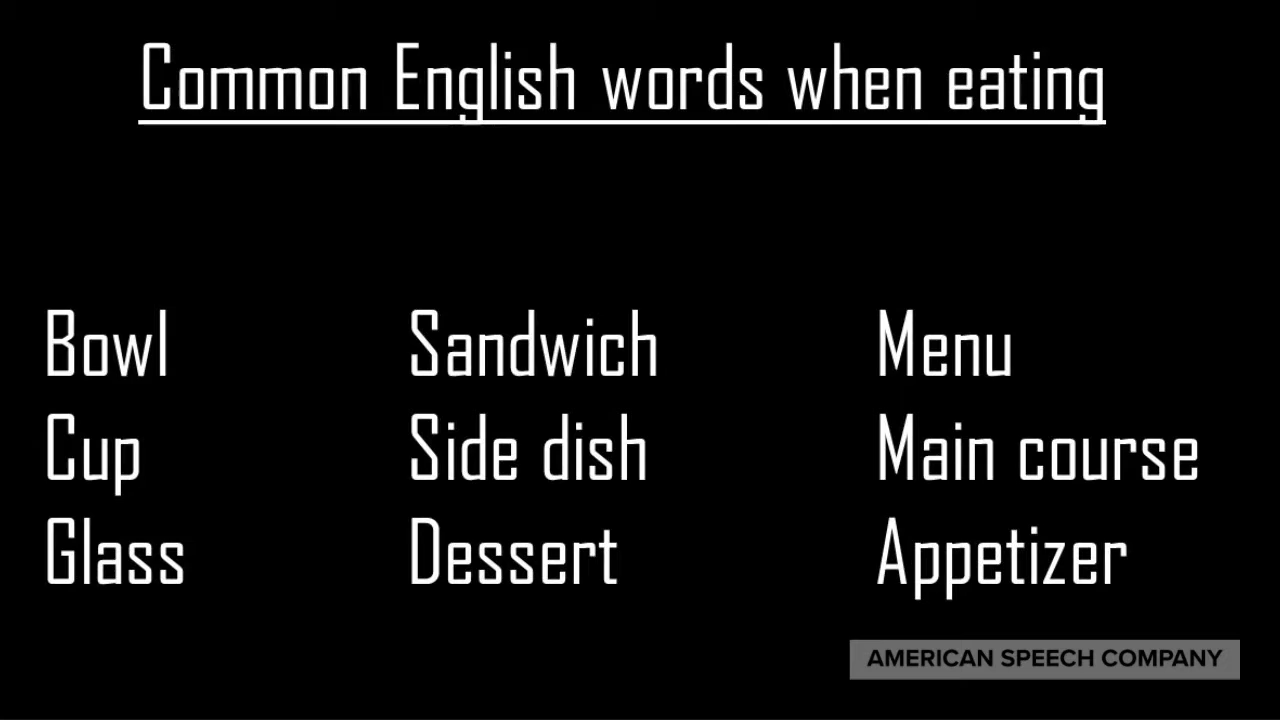 Common English words when eating
Bowl
Cup
Glass
Sandwich
Side dish
Dessert
Menu
Main course
Appetizer
AMERICAN SPEECH COMPANY